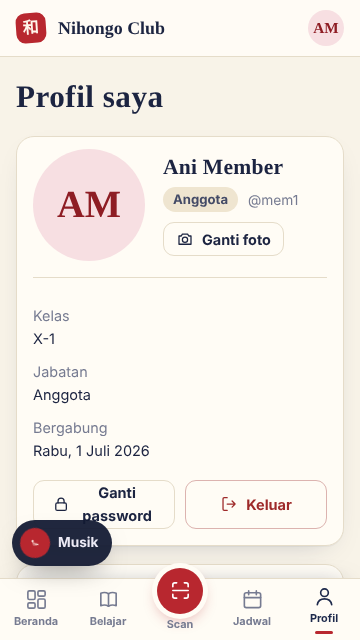 和 Nihongo Club
AM
Profil saya
AM
Ani Member
Anggota @mem1
Ganti foto
Kelas
X-1
Jabatan
Anggota
Bergabung
Rabu, 1 Juli 2026
Ganti
password
Keluar
Musik
Beranda
Belajar
Scan
Jadwal
Profil